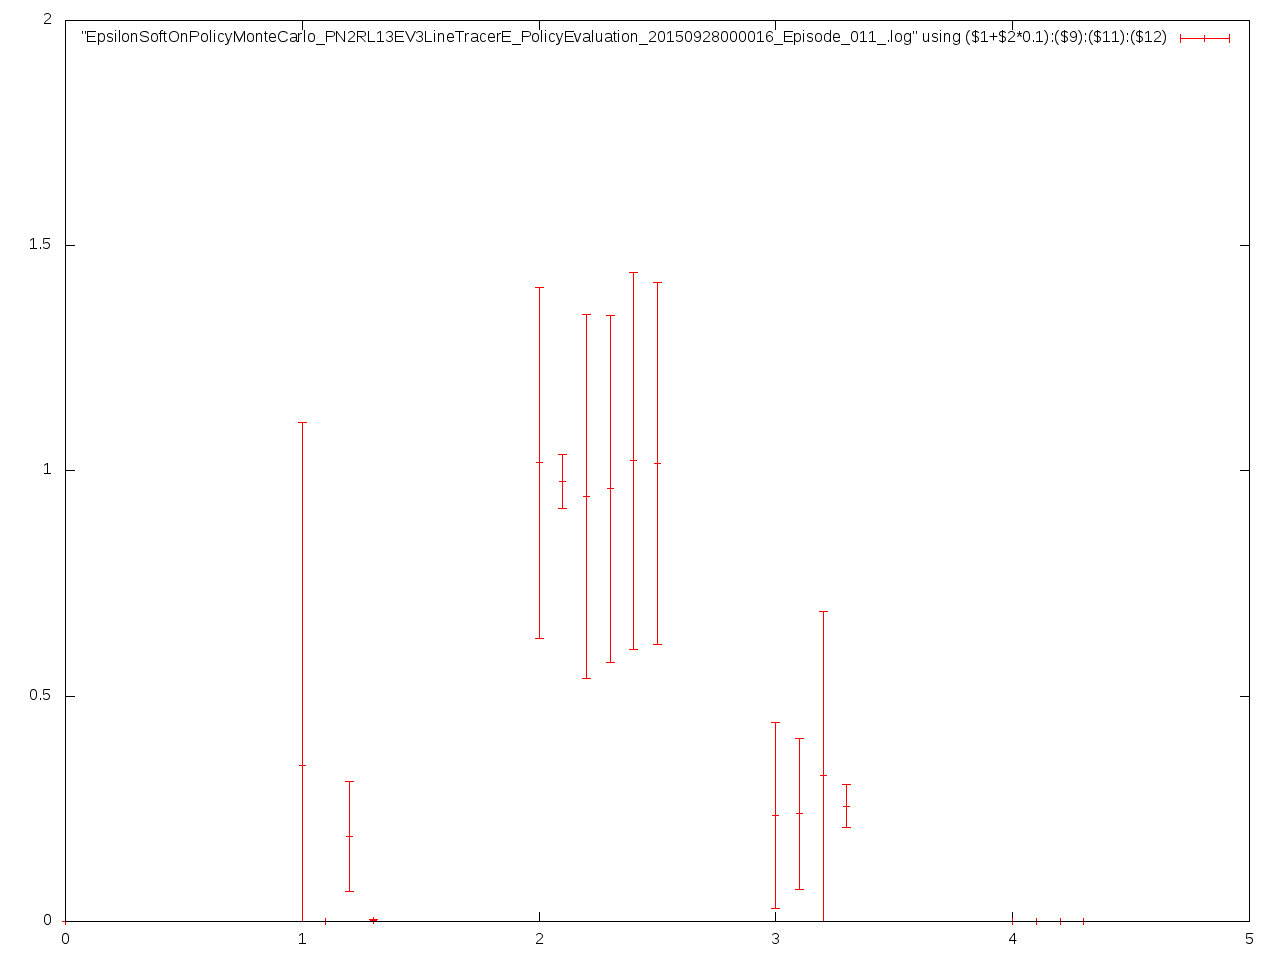 2
"EpsilonSoftOnPolicyMonteCarlo_PN2RL13EV3LineTracerE_PolicyEvaluation_20150928000016_Episode_011_.log" using ($1+$2*0.1):($9):($11):($12)
1.5
1
0.5
0
0 1 2 3 4 5